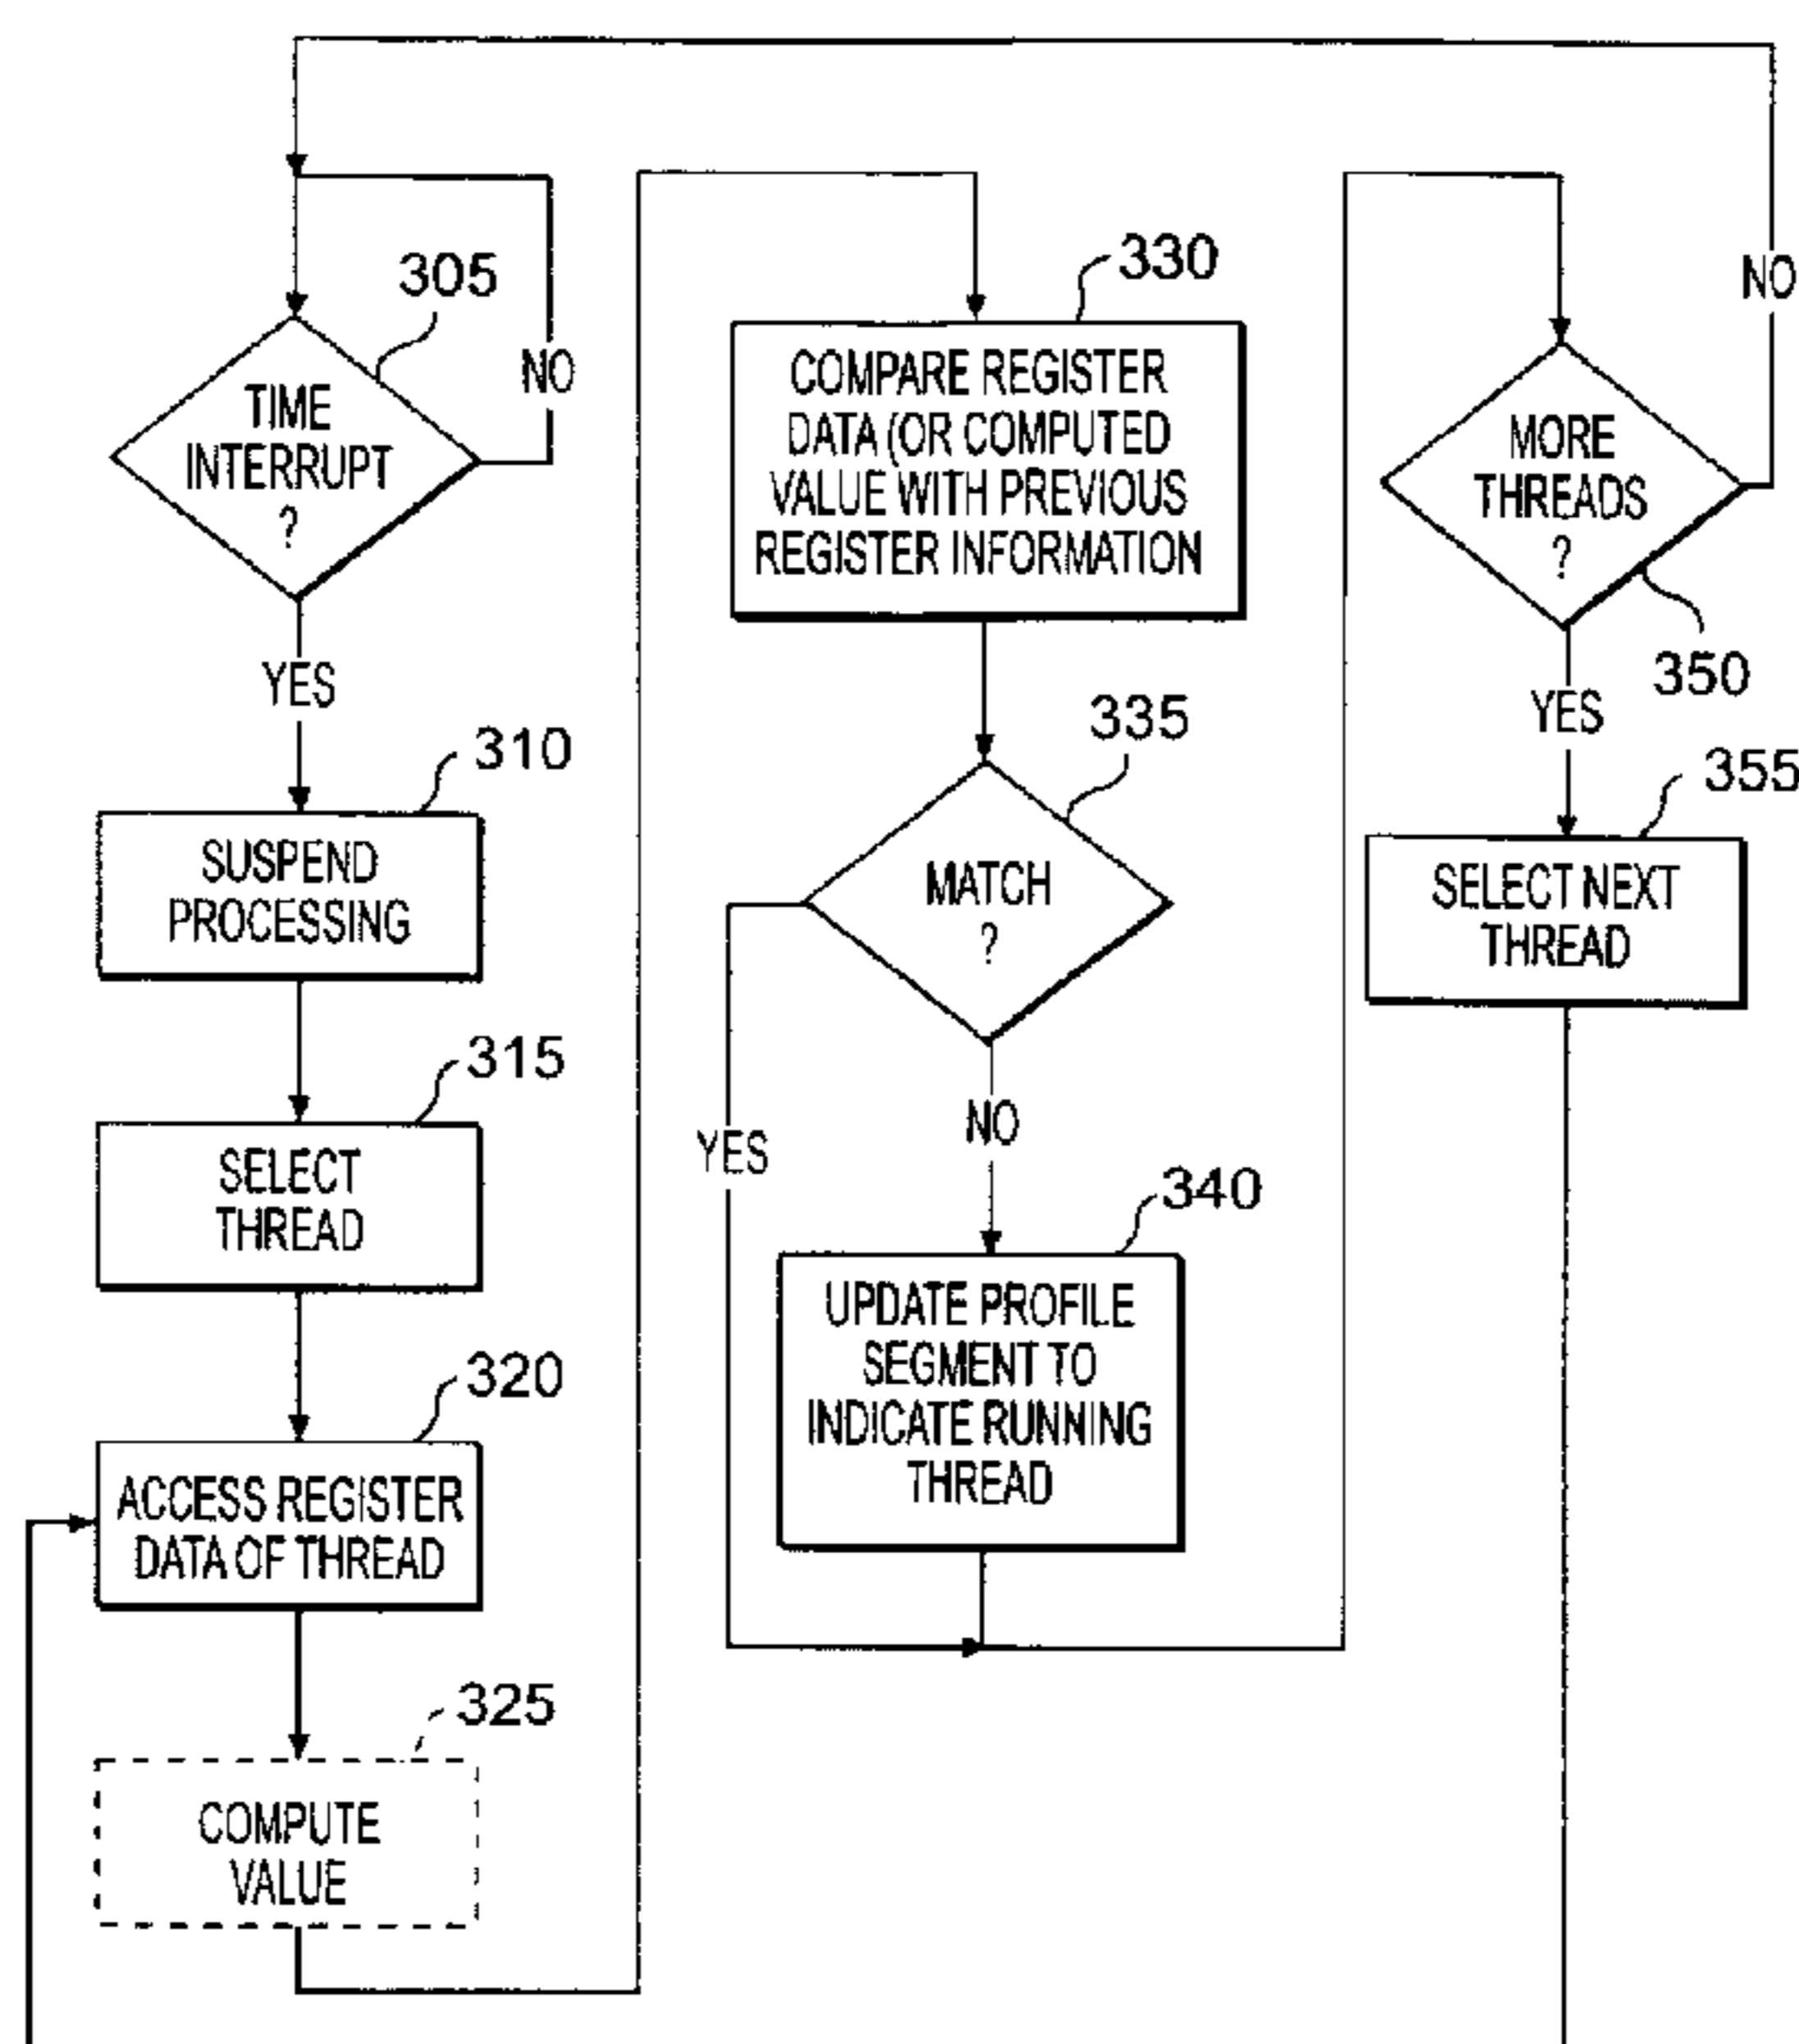 305
TIME
INTERRUPT
?
NO
YES
310
SUSPEND
PROCESSING
315
SELECT
THREAD
320
ACCESS REGISTER
DATA OF THREAD
325
COMPUTE
VALUE
330
COMPARE REGISTER
DATA (OR COMPUTED
VALUE WITH PREVIOUS
REGISTER INFORMATION
335
MATCH
?
YES
NO
340
UPDATE PROFILE
SEGMENT TO
INDICATE RUNNING
THREAD
MORE
THREADS
?
350
NO
YES
355
SELECT NEXT
THREAD